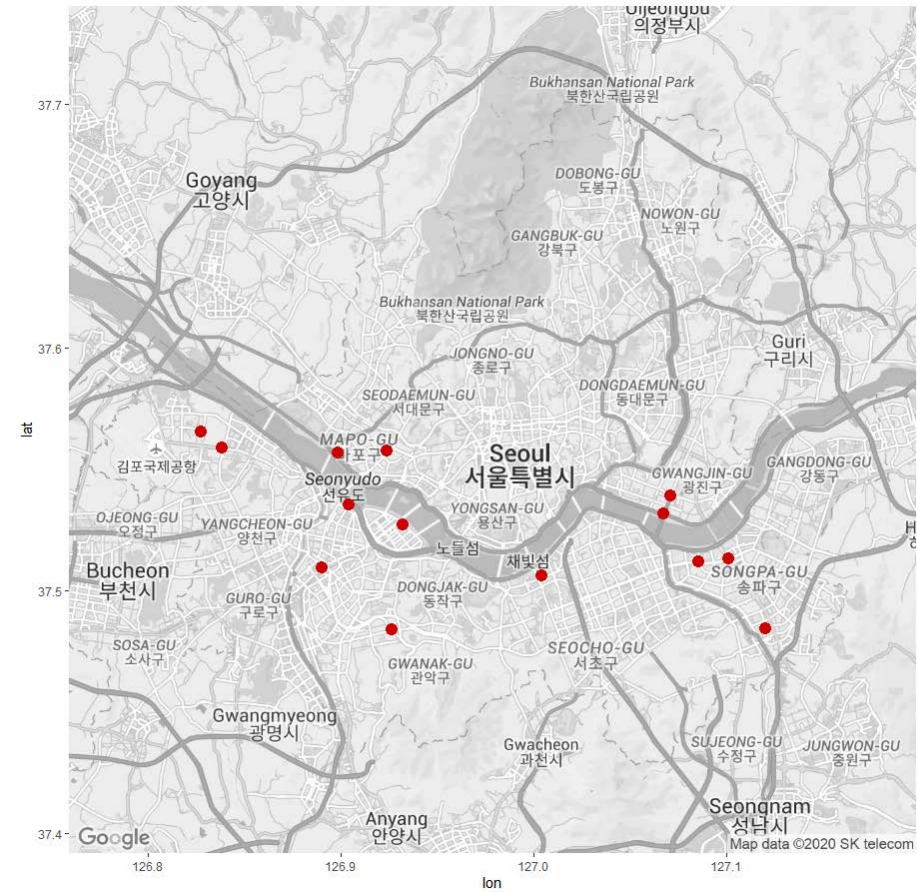 Uijeongbu
의정부시
Bukhansan National Park
북한산국립공원
37.7
Goyang
고양시
DOBONG-GU
도봉구
NOWON-GU
노원구
GANGBUK-GU
강북구
Bukhansan National Park
북한산국립공원
37.6
Guri
구리시
JONGNO-GU
종로구
DONGDAEMUN-GU
동대문구
SEODAEMUN-GU
서대문구
lat
MAPO-GU
마포구
Seoul
서울특별시
김포국제공항
GANGDONG-GU
강동구
GWANGJIN-GU
광진구
Seonyudo
선유도
OJEONG-GU
오정구
YANGCHEON-GU
양천구
YONGSAN-GU
용산구
노들섬
채빛섬
Bucheon
부천시
SONGPA-GU
송파구
37.5
DONGJAK-GU
동작구
GURO-GU
구로구
SOSA-GU
소사구
SEOCHO-GU
서초구
GWANAK-GU
관악구
Gwangmyeong
광명시
Gwacheon
과천시
SUJEONG-GU
수정구
JUNGWON-GU
중원구
Seongnam
성남시
Anyang
안양시
37.4
Google
Map data ©2020 SK telecom
126.8
126.9
127.0
127.1
lon